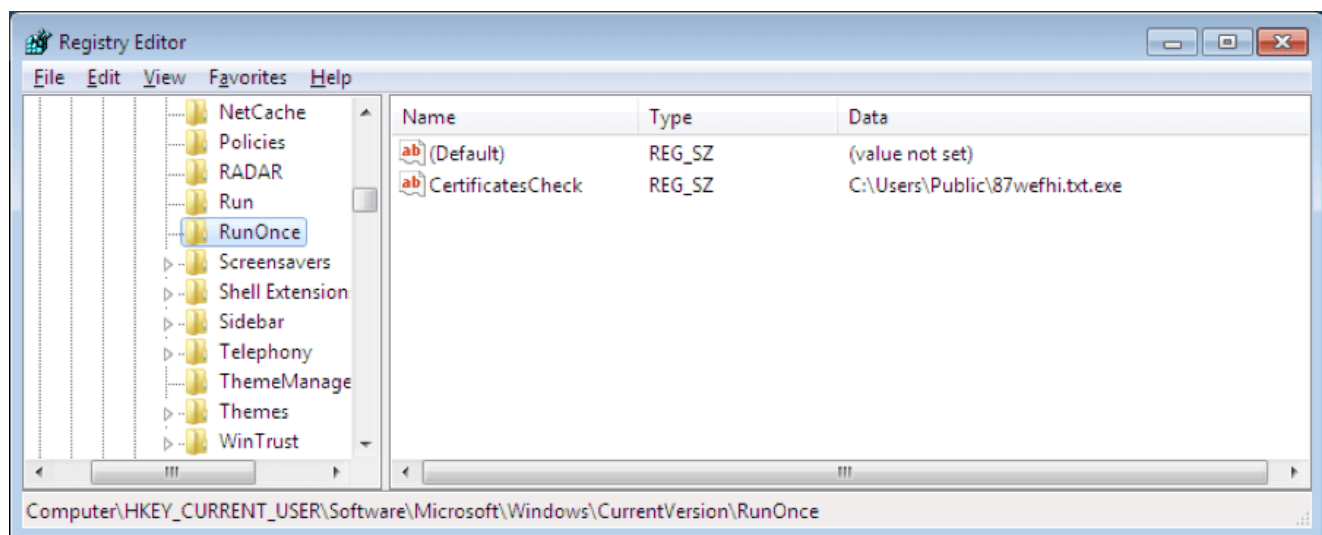 Registry Editor
File Edit View Favorites Help
NetCache
Policies
RADAR
Run
RunOnce
Screensavers
Shell Extension
Sidebar
Telephony
ThemeManage
Themes
WinTrust
Name Type Data
(Default) REG_SZ (value not set)
CertificatesCheck REG_SZ C:\Users\Public\87wefhi.txt.exe
Computer\HKEY_CURRENT_USER\Software\Microsoft\Windows\CurrentVersion\RunOnce